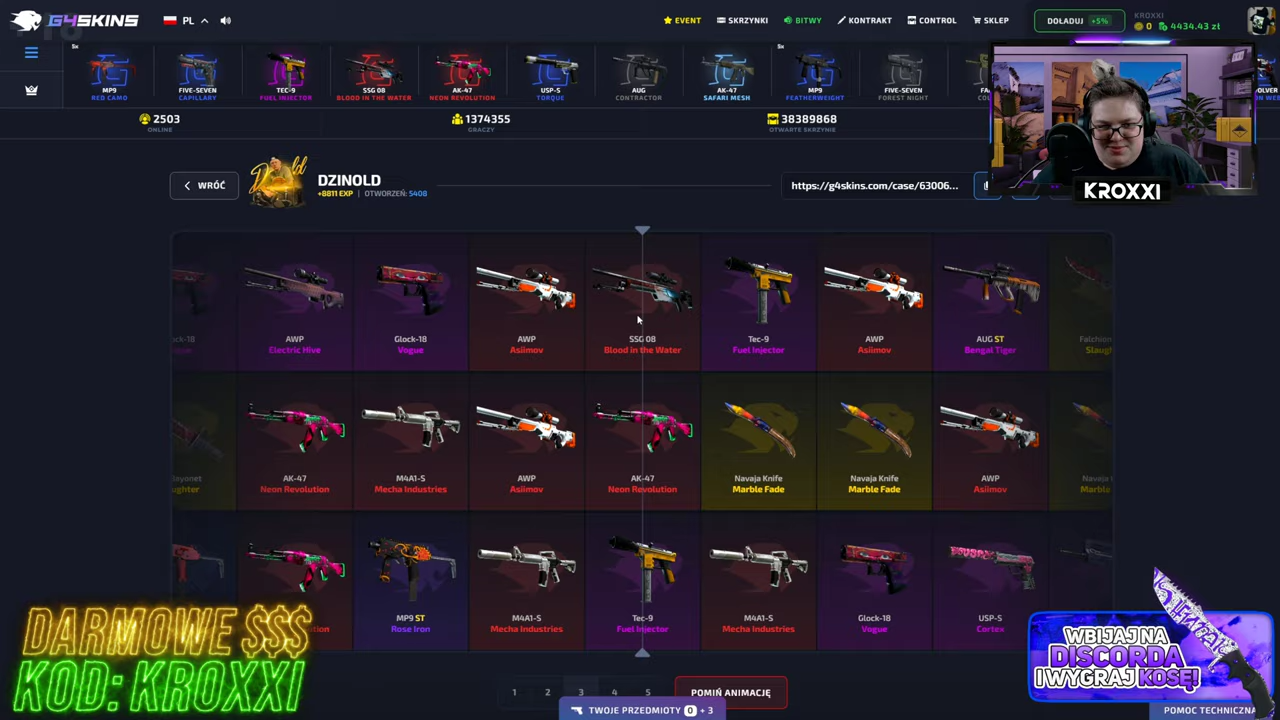 G4SKINS
PL
EVENT
SKRZYNKI
BITWY
KONTRAKT
CONTROL
SKLEP
DOŁADUJ +5%
KROXXI
0 4434.43 zł
5x
MP9
RED CAMO
FIVE-SEVEN
CAPILLARY
TEC-9
FUEL INJECTOR
SSG 08
BLOOD IN THE WATER
AK-47
NEON REVOLUTION
USP-S
TORQUE
AUG
CONTRACTOR
AK-47
SAFARI MESH
5x
MP9
FEATHERWEIGHT
FIVE-SEVEN
FOREST NIGHT
2503
ONLINE
1374355
GRACZY
38389868
OTWARTE SKRZYNIE
KROXXI
WRÓĆ
Dzinold
DZINOLD
+8811 EXP | OTWORZEŃ: 5408
https://g4skins.com/case/63006...
AWP
Electric Hive
Glock-18
Vogue
AWP
Asiimov
SSG 08
Blood in the Water
Tec-9
Fuel Injector
AWP
Asiimov
AUG ST
Bengal Tiger
Falchion
Slaug
AK-47
Neon Revolution
M4A1-S
Mecha Industries
AWP
Asiimov
AK-47
Neon Revolution
Navaja Knife
Marble Fade
Navaja Knife
Marble Fade
AWP
Asiimov
MP9 ST
Rose Iron
M4A1-S
Mecha Industries
Tec-9
Fuel Injector
M4A1-S
Mecha Industries
Glock-18
Vogue
USP-S
Cortex
DARMOWE $$$
KOD: KROXXI
WBIJAJ NA
DISCORDA
I WYGRAJ KOSĘ!
1 2 3 4 5
POMIŃ ANIMACJĘ
TWOJE PRZEDMIOTY 0 + 3
POMOC TECHNICZNA